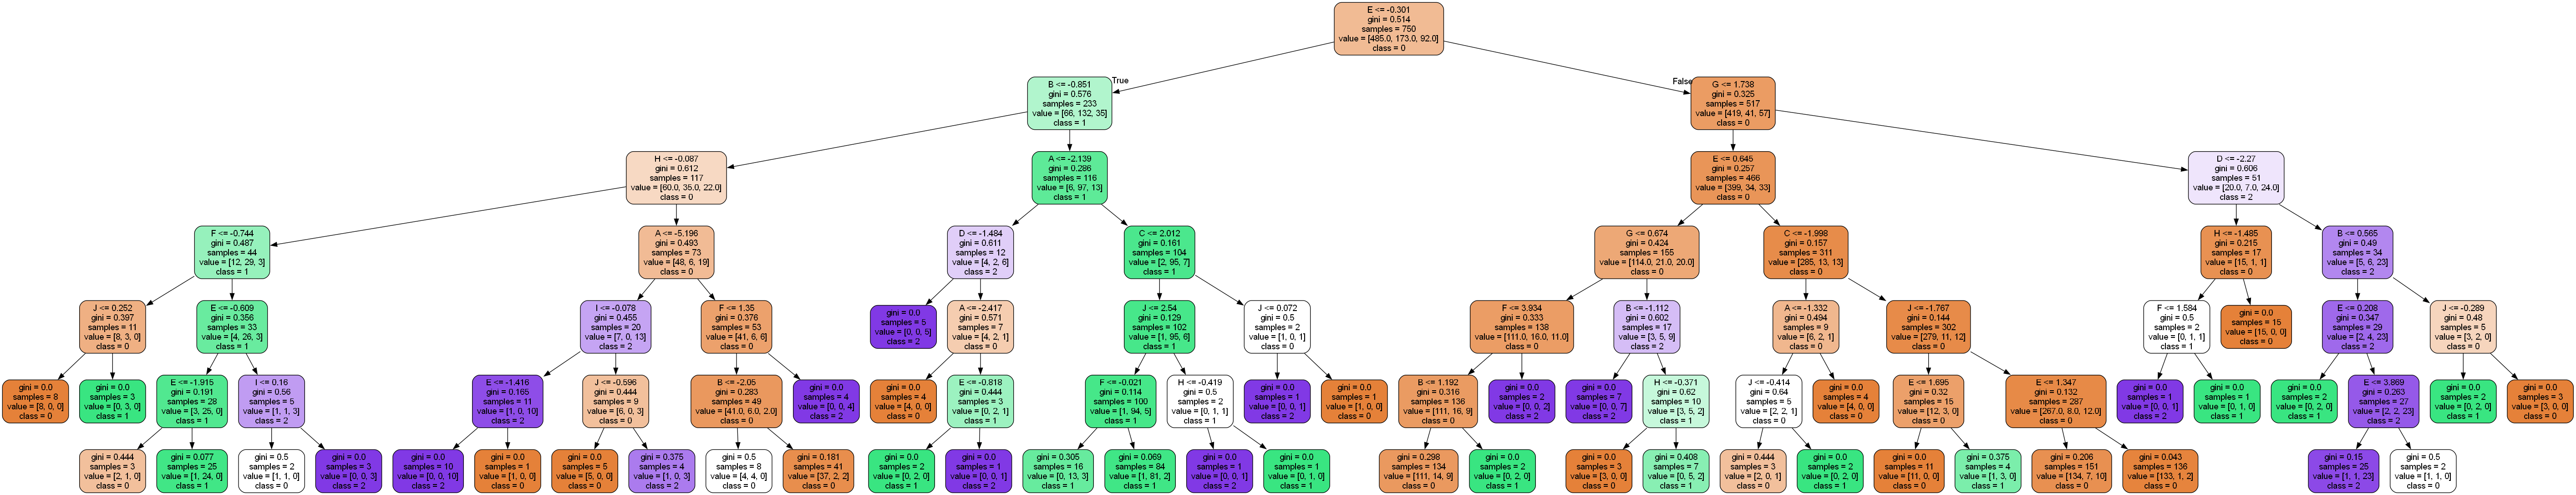 E <= -0.301
gini = 0.514
samples = 750
value = [485.0, 173.0, 92.0]
class = 0
True
False
B <= -0.851
gini = 0.576
samples = 233
value = [66, 132, 35]
class = 1
G <= 1.738
gini = 0.325
samples = 517
value = [419, 41, 57]
class = 0
H <= -0.087
gini = 0.612
samples = 117
value = [60.0, 35.0, 22.0]
class = 0
A <= -2.139
gini = 0.286
samples = 116
value = [6, 97, 13]
class = 1
E <= 0.645
gini = 0.257
samples = 466
value = [399, 34, 33]
class = 0
D <= -2.27
gini = 0.606
samples = 51
value = [20.0, 7.0, 24.0]
class = 2
F <= -0.744
gini = 0.487
samples = 44
value = [12, 29, 3]
class = 1
A <= -5.196
gini = 0.493
samples = 73
value = [48, 6, 19]
class = 0
D <= -1.484
gini = 0.611
samples = 12
value = [4, 2, 6]
class = 2
C <= 2.012
gini = 0.161
samples = 104
value = [2, 95, 7]
class = 1
G <= 0.674
gini = 0.424
samples = 155
value = [114.0, 21.0, 20.0]
class = 0
C <= -1.998
gini = 0.157
samples = 311
value = [285, 13, 13]
class = 0
H <= -1.485
gini = 0.215
samples = 17
value = [15, 1, 1]
class = 0
B <= 0.565
gini = 0.49
samples = 34
value = [5, 6, 23]
class = 2
J <= 0.252
gini = 0.397
samples = 11
value = [8, 3, 0]
class = 0
E <= -0.609
gini = 0.356
samples = 33
value = [4, 26, 3]
class = 1
I <= -0.078
gini = 0.455
samples = 20
value = [7, 0, 13]
class = 2
F <= 1.35
gini = 0.376
samples = 53
value = [41, 6, 6]
class = 0
gini = 0.0
samples = 5
value = [0, 0, 5]
class = 2
A <= -2.417
gini = 0.571
samples = 7
value = [4, 2, 1]
class = 0
J <= 2.54
gini = 0.129
samples = 102
value = [1, 95, 6]
class = 1
J <= 0.072
gini = 0.5
samples = 2
value = [1, 0, 1]
class = 0
F <= 3.934
gini = 0.333
samples = 138
value = [111.0, 16.0, 11.0]
class = 0
B <= -1.112
gini = 0.602
samples = 17
value = [3, 5, 9]
class = 2
A <= -1.332
gini = 0.494
samples = 9
value = [6, 2, 1]
class = 0
J <= -1.767
gini = 0.144
samples = 302
value = [279, 11, 12]
class = 0
F <= 1.584
gini = 0.5
samples = 2
value = [0, 1, 1]
class = 1
gini = 0.0
samples = 15
value = [15, 0, 0]
class = 0
E <= 0.208
gini = 0.347
samples = 29
value = [2, 4, 23]
class = 2
J <= -0.289
gini = 0.48
samples = 5
value = [3, 2, 0]
class = 0
gini = 0.0
samples = 8
value = [8, 0, 0]
class = 0
gini = 0.0
samples = 3
value = [0, 3, 0]
class = 1
E <= -1.915
gini = 0.191
samples = 28
value = [3, 25, 0]
class = 1
I <= 0.16
gini = 0.56
samples = 5
value = [1, 1, 3]
class = 2
E <= -1.416
gini = 0.165
samples = 11
value = [1, 0, 10]
class = 2
J <= -0.596
gini = 0.444
samples = 9
value = [6, 0, 3]
class = 0
B <= -2.05
gini = 0.283
samples = 49
value = [41.0, 6.0, 2.0]
class = 0
gini = 0.0
samples = 4
value = [0, 0, 4]
class = 2
gini = 0.0
samples = 4
value = [4, 0, 0]
class = 0
E <= -0.818
gini = 0.444
samples = 3
value = [0, 2, 1]
class = 1
F <= -0.021
gini = 0.114
samples = 100
value = [1, 94, 5]
class = 1
H <= -0.419
gini = 0.5
samples = 2
value = [0, 1, 1]
class = 1
gini = 0.0
samples = 1
value = [0, 0, 1]
class = 2
gini = 0.0
samples = 1
value = [1, 0, 0]
class = 0
B <= 1.192
gini = 0.316
samples = 136
value = [111, 16, 9]
class = 0
gini = 0.0
samples = 2
value = [0, 0, 2]
class = 2
gini = 0.0
samples = 7
value = [0, 0, 7]
class = 2
H <= -0.371
gini = 0.62
samples = 10
value = [3, 5, 2]
class = 1
J <= -0.414
gini = 0.64
samples = 5
value = [2, 2, 1]
class = 0
gini = 0.0
samples = 4
value = [4, 0, 0]
class = 0
E <= 1.695
gini = 0.32
samples = 15
value = [12, 3, 0]
class = 0
E <= 1.347
gini = 0.132
samples = 287
value = [267.0, 8.0, 12.0]
class = 0
gini = 0.0
samples = 1
value = [0, 0, 1]
class = 2
gini = 0.0
samples = 1
value = [0, 1, 0]
class = 1
gini = 0.0
samples = 2
value = [0, 2, 0]
class = 1
E <= 3.869
gini = 0.263
samples = 27
value = [2, 2, 23]
class = 2
gini = 0.0
samples = 2
value = [0, 2, 0]
class = 1
gini = 0.0
samples = 3
value = [3, 0, 0]
class = 0
gini = 0.444
samples = 3
value = [2, 1, 0]
class = 0
gini = 0.077
samples = 25
value = [1, 24, 0]
class = 1
gini = 0.5
samples = 2
value = [1, 1, 0]
class = 0
gini = 0.0
samples = 3
value = [0, 0, 3]
class = 2
gini = 0.0
samples = 10
value = [0, 0, 10]
class = 2
gini = 0.0
samples = 1
value = [1, 0, 0]
class = 0
gini = 0.0
samples = 5
value = [5, 0, 0]
class = 0
gini = 0.375
samples = 4
value = [1, 0, 3]
class = 2
gini = 0.5
samples = 8
value = [4, 4, 0]
class = 0
gini = 0.181
samples = 41
value = [37, 2, 2]
class = 0
gini = 0.0
samples = 2
value = [0, 2, 0]
class = 1
gini = 0.0
samples = 1
value = [0, 0, 1]
class = 2
gini = 0.305
samples = 16
value = [0, 13, 3]
class = 1
gini = 0.069
samples = 84
value = [1, 81, 2]
class = 1
gini = 0.0
samples = 1
value = [0, 0, 1]
class = 2
gini = 0.0
samples = 1
value = [0, 1, 0]
class = 1
gini = 0.298
samples = 134
value = [111, 14, 9]
class = 0
gini = 0.0
samples = 2
value = [0, 2, 0]
class = 1
gini = 0.0
samples = 3
value = [3, 0, 0]
class = 0
gini = 0.408
samples = 7
value = [0, 5, 2]
class = 1
gini = 0.444
samples = 3
value = [2, 0, 1]
class = 0
gini = 0.0
samples = 2
value = [0, 2, 0]
class = 1
gini = 0.0
samples = 11
value = [11, 0, 0]
class = 0
gini = 0.375
samples = 4
value = [1, 3, 0]
class = 1
gini = 0.206
samples = 151
value = [134, 7, 10]
class = 0
gini = 0.043
samples = 136
value = [133, 1, 2]
class = 0
gini = 0.15
samples = 25
value = [1, 1, 23]
class = 2
gini = 0.5
samples = 2
value = [1, 1, 0]
class = 0